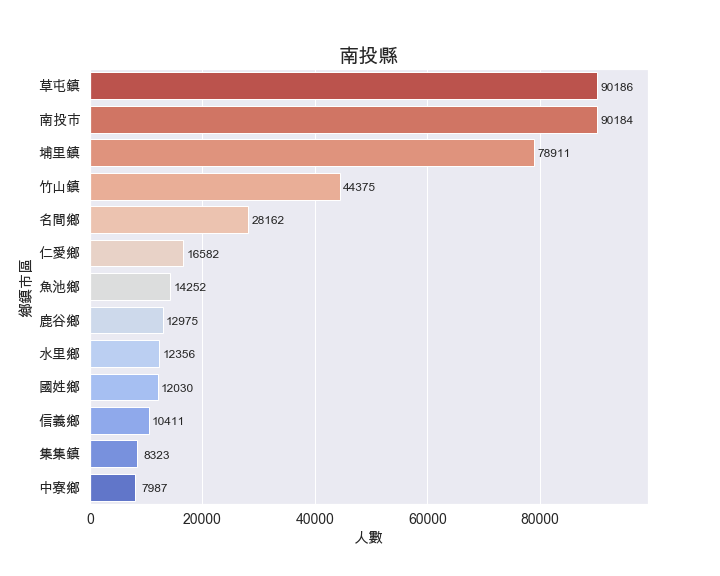 南投縣
鄉鎮市區
草屯鎮 90186
南投市 90184
埔里鎮 78911
竹山鎮 44375
名間鄉 28162
仁愛鄉 16582
魚池鄉 14252
鹿谷鄉 12975
水里鄉 12356
國姓鄉 12030
信義鄉 10411
集集鎮 8323
中寮鄉 7987
0 20000 40000 60000 80000
人數